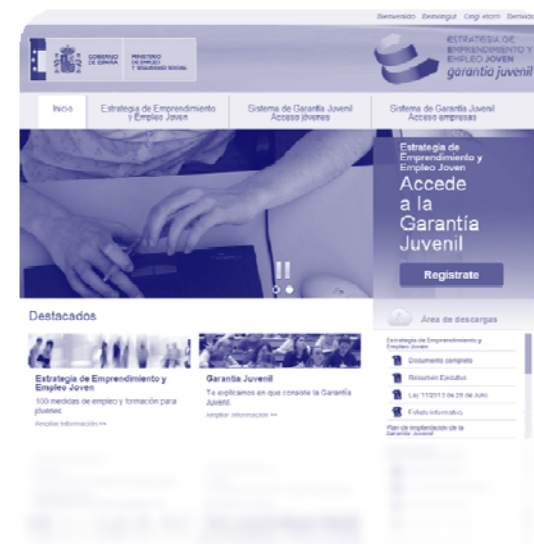 Bienvenido Benvingut Ongi etorri Benvido
GOBIERNO
DE ESPAÑA
MINISTERIO
DE EMPLEO
Y SEGURIDAD SOCIAL
ESTRATEGIA DE
EMPRENDIMIENTO Y
EMPLEO JOVEN
garantía juvenil
Inicio
Estrategia de Emprendimiento
y Empleo Joven
Sistema de Garantía Juvenil
Acceso jóvenes
Sistema de Garantía Juvenil
Acceso empresas
Estrategia de
Emprendimiento y
Empleo Joven
Accede
a la
Garantía
Juvenil
Regístrate
Destacados
Estrategia de Emprendimiento y
Empleo Joven
100 medidas de empleo y formación para
jóvenes.
Ampliar información >>
Garantía Juvenil
Te explicamos en que consiste la Garantía
Juvenil.
Ampliar información >>
Área de descargas
Estrategia de Emprendimiento y
Empleo Joven
Documento completo
Resumen Ejecutivo
Ley 11/2013 de 26 de Julio
Folleto informativo
Plan de Implantación de la
Garantía Juvenil